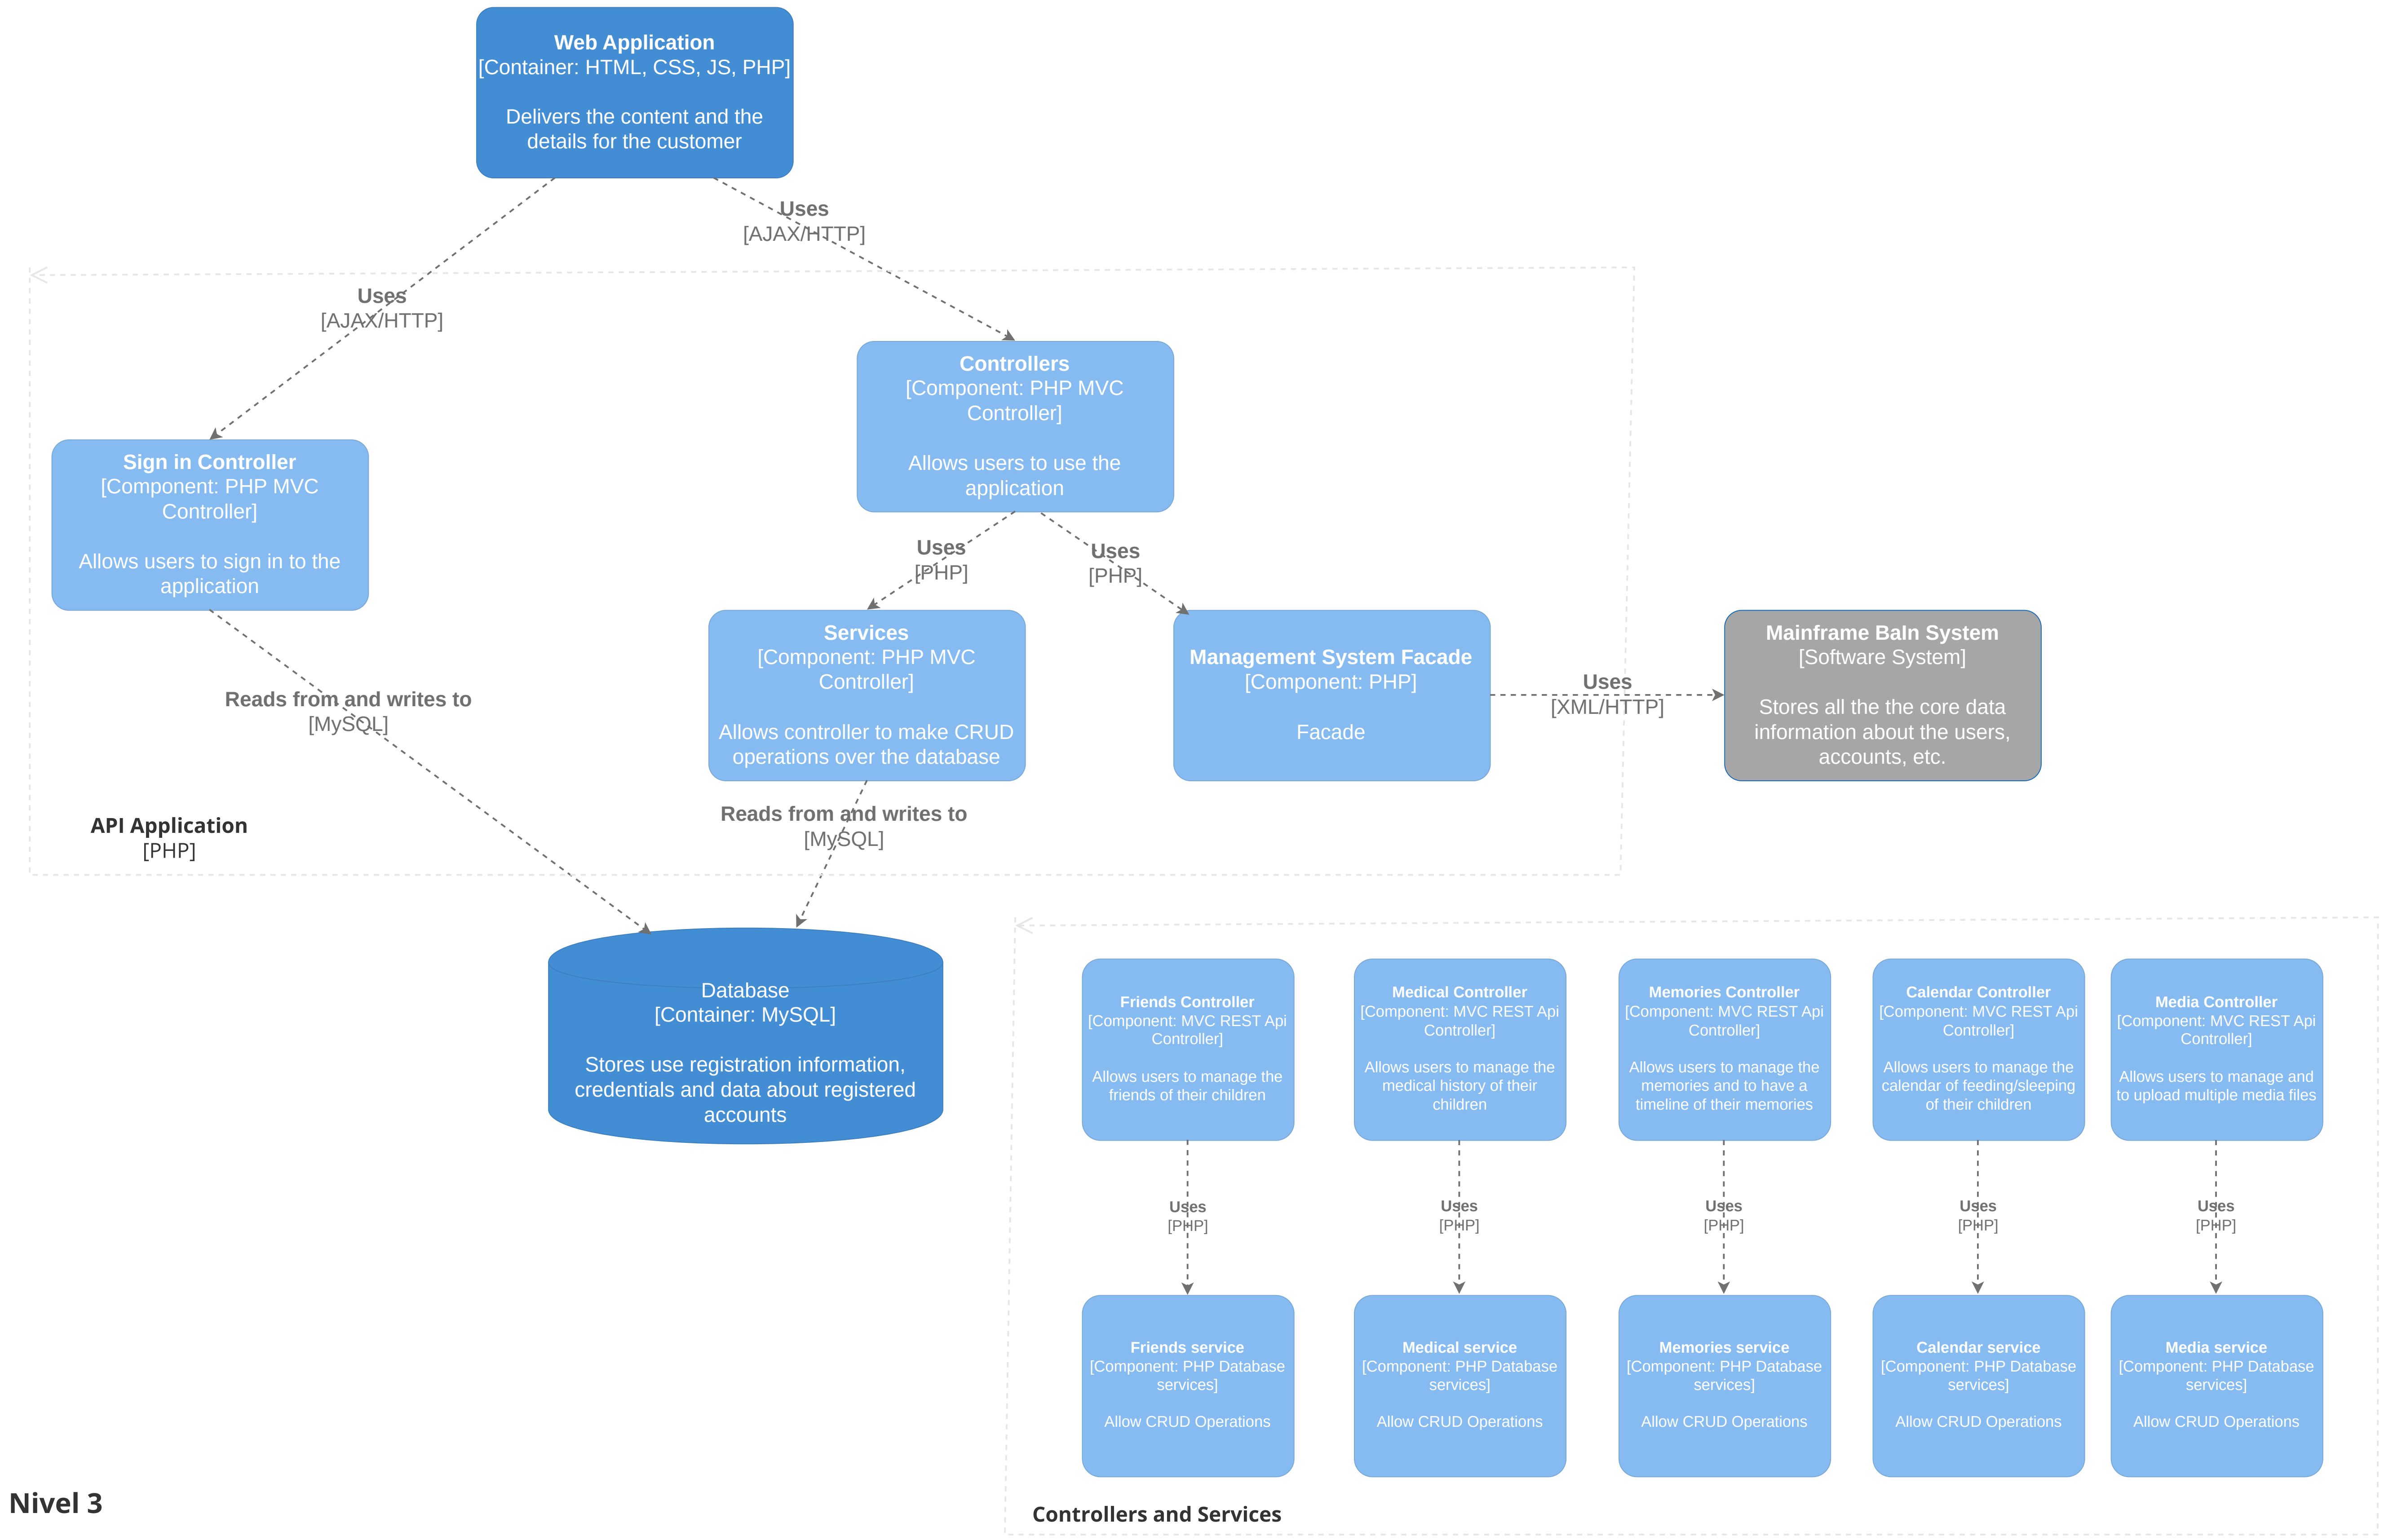 Web Application
[Container: HTML, CSS, JS, PHP]
Delivers the content and the
details for the customer
Uses
[AJAX/HTTP]
Uses
[AJAX/HTTP]
Controllers
[Component: PHP MVC
Controller]
Allows users to use the
application
Sign in Controller
[Component: PHP MVC
Controller]
Allows users to sign in to the
application
Uses
[PHP]
Uses
[PHP]
Services
[Component: PHP MVC
Controller]
Allows controller to make CRUD
operations over the database
Management System Facade
[Component: PHP]
Facade
Uses
[XML/HTTP]
Mainframe BaIn System
[Software System]
Stores all the the core data
information about the users,
accounts, etc.
Reads from and writes to
[MySQL]
Reads from and writes to
[MySQL]
API Application
[PHP]
Database
[Container: MySQL]
Stores use registration information,
credentials and data about registered
accounts
Friends Controller
[Component: MVC REST Api
Controller]
Allows users to manage the
friends of their children
Medical Controller
[Component: MVC REST Api
Controller]
Allows users to manage the
medical history of their
children
Memories Controller
[Component: MVC REST Api
Controller]
Allows users to manage the
memories and to have a
timeline of their memories
Calendar Controller
[Component: MVC REST Api
Controller]
Allows users to manage the
calendar of feeding/sleeping
of their children
Media Controller
[Component: MVC REST Api
Controller]
Allows users to manage and
to upload multiple media files
Uses
[PHP]
Uses
[PHP]
Uses
[PHP]
Uses
[PHP]
Uses
[PHP]
Friends service
[Component: PHP Database
services]
Allow CRUD Operations
Medical service
[Component: PHP Database
services]
Allow CRUD Operations
Memories service
[Component: PHP Database
services]
Allow CRUD Operations
Calendar service
[Component: PHP Database
services]
Allow CRUD Operations
Media service
[Component: PHP Database
services]
Allow CRUD Operations
Nivel 3
Controllers and Services